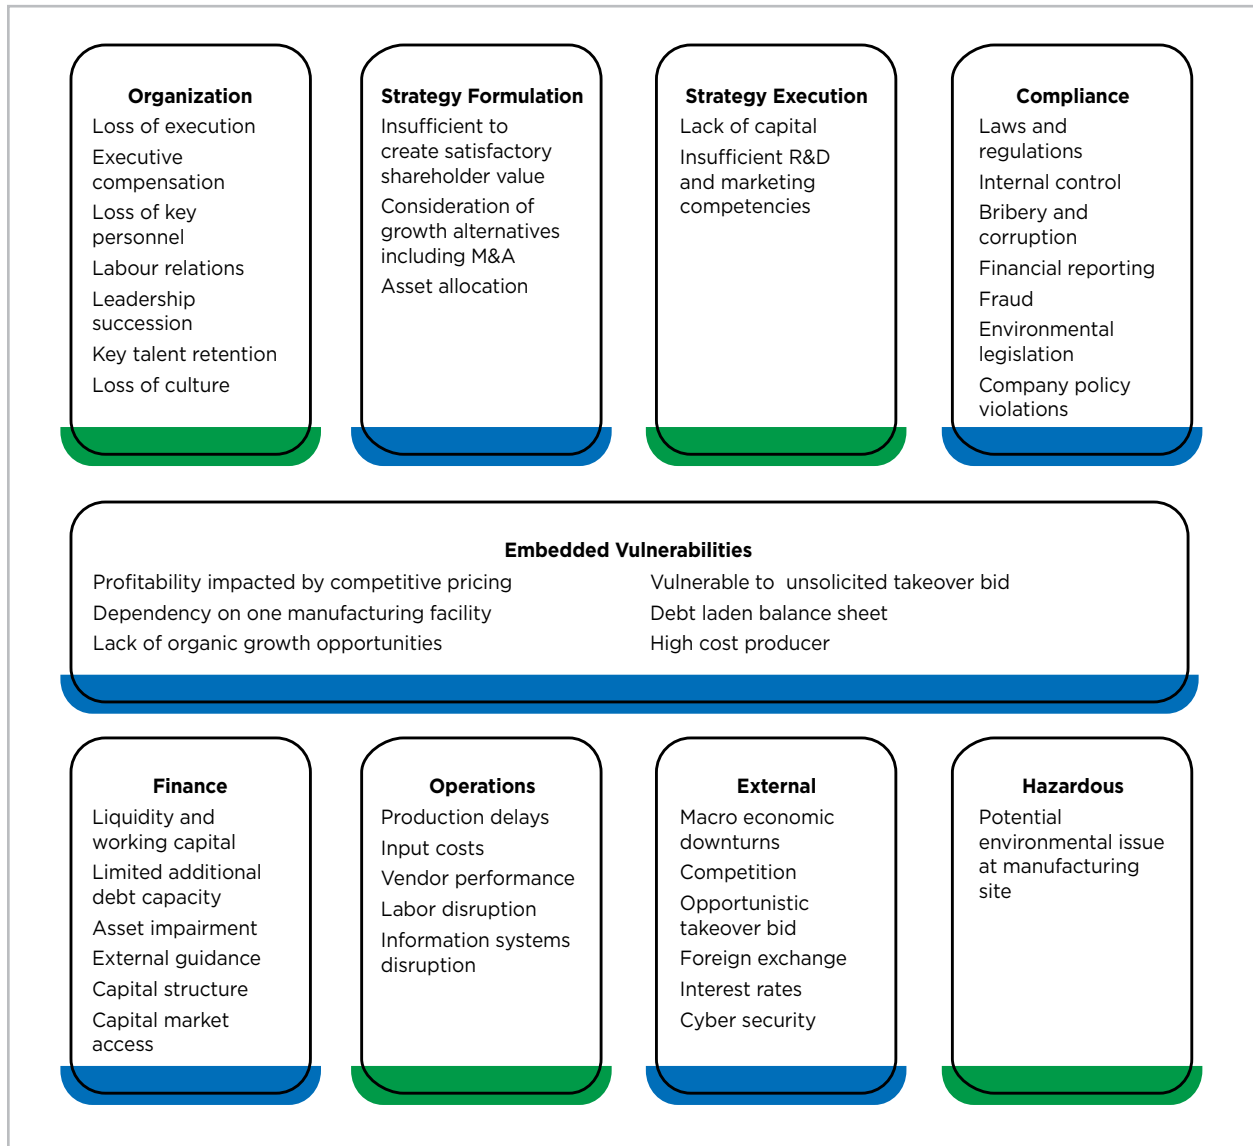 Organization
Loss of execution
Executive
compensation
Loss of key
personnel
Labour relations
Leadership
succession
Key talent retention
Loss of culture
Strategy Formulation
Insufficient to
create satisfactory
shareholder value
Consideration of
growth alternatives
including M&A
Asset allocation
Strategy Execution
Lack of capital
Insufficient R&D
and marketing
competencies
Compliance
Laws and
regulations
Internal control
Bribery and
corruption
Financial reporting
Fraud
Environmental
legislation
Company policy
violations
Embedded Vulnerabilities
Profitability impacted by competitive pricing
Dependency on one manufacturing facility
Lack of organic growth opportunities
Vulnerable to  unsolicited takeover bid
Debt laden balance sheet
High cost producer
Finance
Liquidity and
working capital
Limited additional
debt capacity
Asset impairment
External guidance
Capital structure
Capital market
access
Operations
Production delays
Input costs
Vendor performance
Labor disruption
Information systems
disruption
External
Macro economic
downturns
Competition
Opportunistic
takeover bid
Foreign exchange
Interest rates
Cyber security
Hazardous
Potential
environmental issue
at manufacturing
site